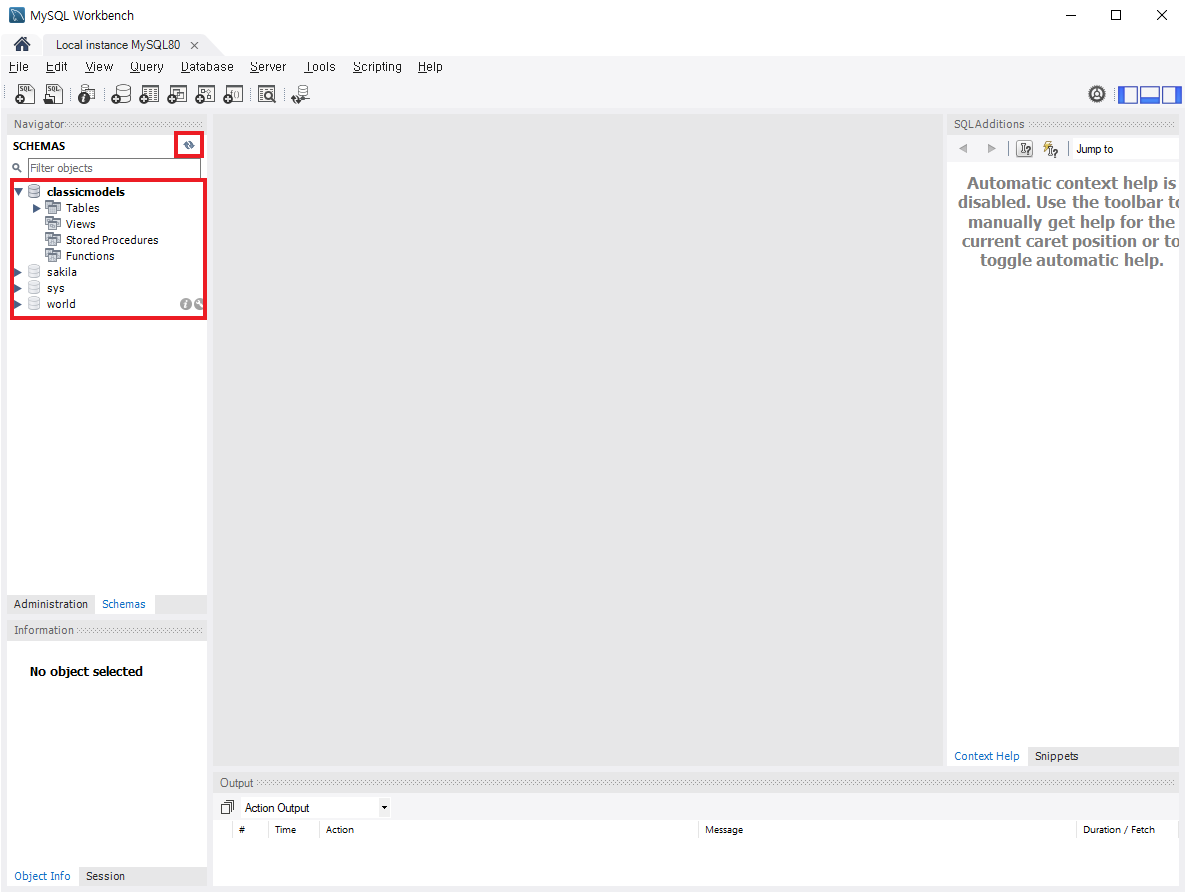 MySQL Workbench
Local instance MySQL80
File Edit View Query Database Server Tools Scripting Help
Navigator
SCHEMAS
Filter objects
classicmodels
Tables
Views
Stored Procedures
Functions
sakila
sys
world
Administration Schemas
Information
No object selected
Object Info Session
SQLAdditions
Jump to
Automatic context help is
disabled. Use the toolbar to
manually get help for the
current caret position or to
toggle automatic help.
Context Help Snippets
Output
Action Output
# Time Action Message Duration / Fetch